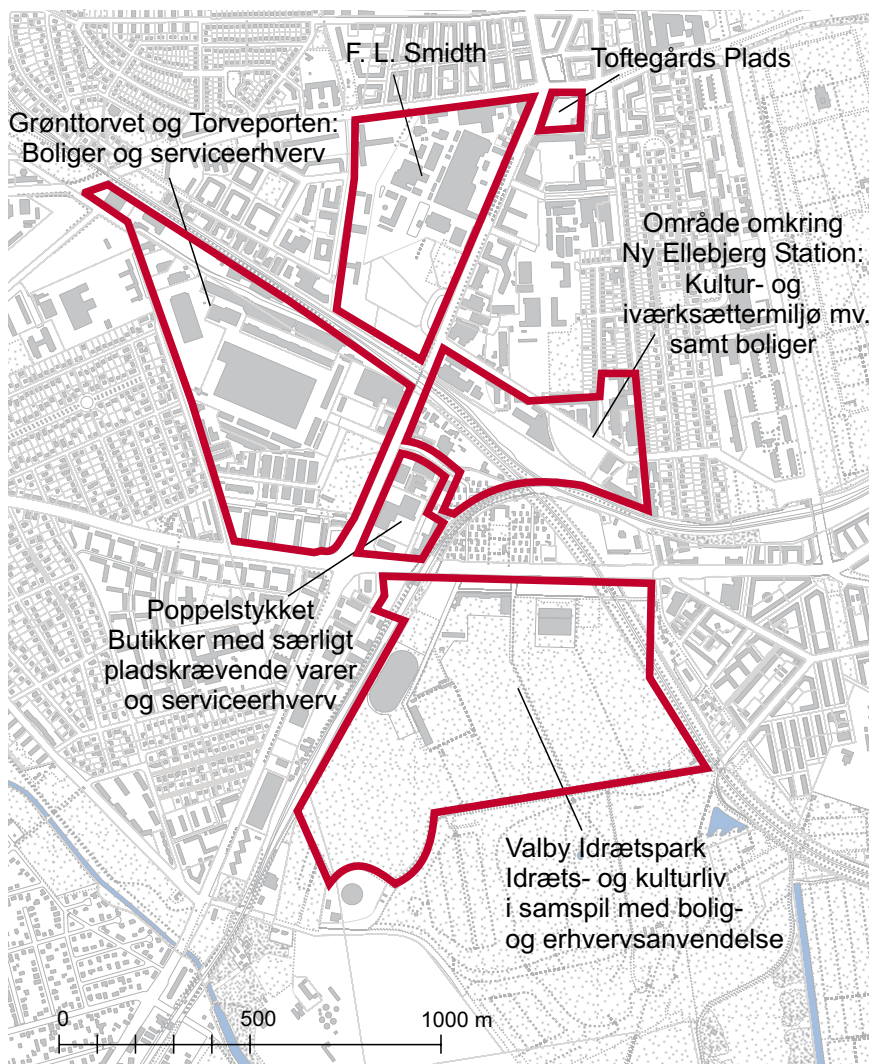 F. L. Smidth
Toftegårds Plads
Grønttorvet og Torveporten:
Boliger og serviceerhverv
Område omkring
Ny Ellebjerg Station:
Kultur- og
iværksættermiljø mv.
samt boliger
Poppelstykket
Butikker med særligt
pladskrævende varer
og serviceerhverv
Valby Idrætspark
Idræts- og kulturliv
i samspil med bolig-
og erhvervsanvendelse
0 500 1000 m